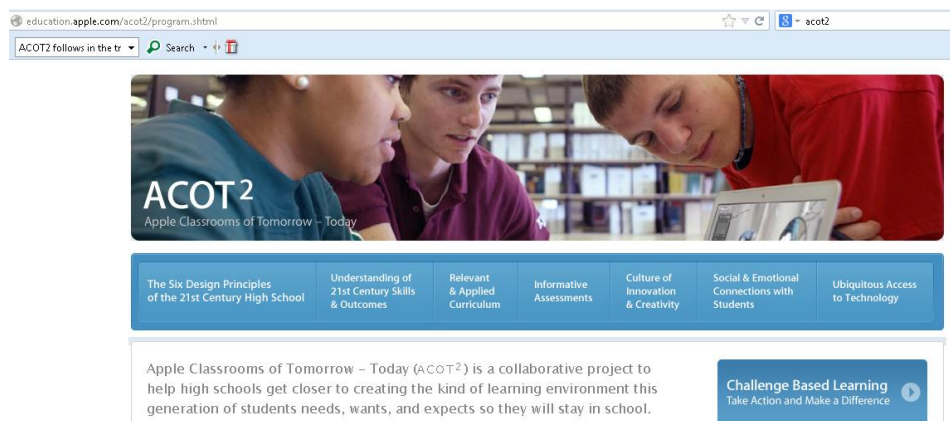 education.apple.com/acot2/program.shtml
acot2
ACOT2 follows in the tr
Search
ACOT²
Apple Classrooms of Tomorrow – Today
The Six Design Principles
of the 21st Century High School
Understanding of
21st Century Skills
& Outcomes
Relevant
& Applied
Curriculum
Informative
Assessments
Culture of
Innovation
& Creativity
Social & Emotional
Connections with
Students
Ubiquitous Access
to Technology
Apple Classrooms of Tomorrow – Today (ACOT²) is a collaborative project to
help high schools get closer to creating the kind of learning environment this
generation of students needs, wants, and expects so they will stay in school.
Challenge Based Learning
Take Action and Make a Difference